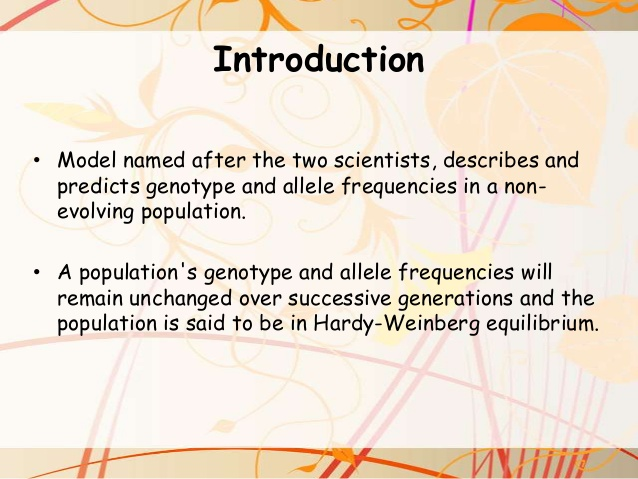 Introduction
• Model named after the two scientists, describes and
predicts genotype and allele frequencies in a non-
evolving population.
• A population's genotype and allele frequencies will
remain unchanged over successive generations and the
population is said to be in Hardy-Weinberg equilibrium.